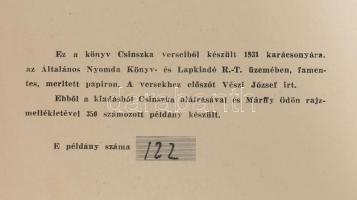 Ez a könyv Csinszka verseiből készült 1931 karácsonyára,
az Általános Nyomda Könyv- és Lapkiadó R.-T. üzemében, famen-
tes, merített papiron. A versekhez előszót Vészi József irt.
Ebből a kiadásból Csinszka aláirásával és Márffy Ödön rajz-
mellékletével 350 számozott példány készült.
E példány száma 122